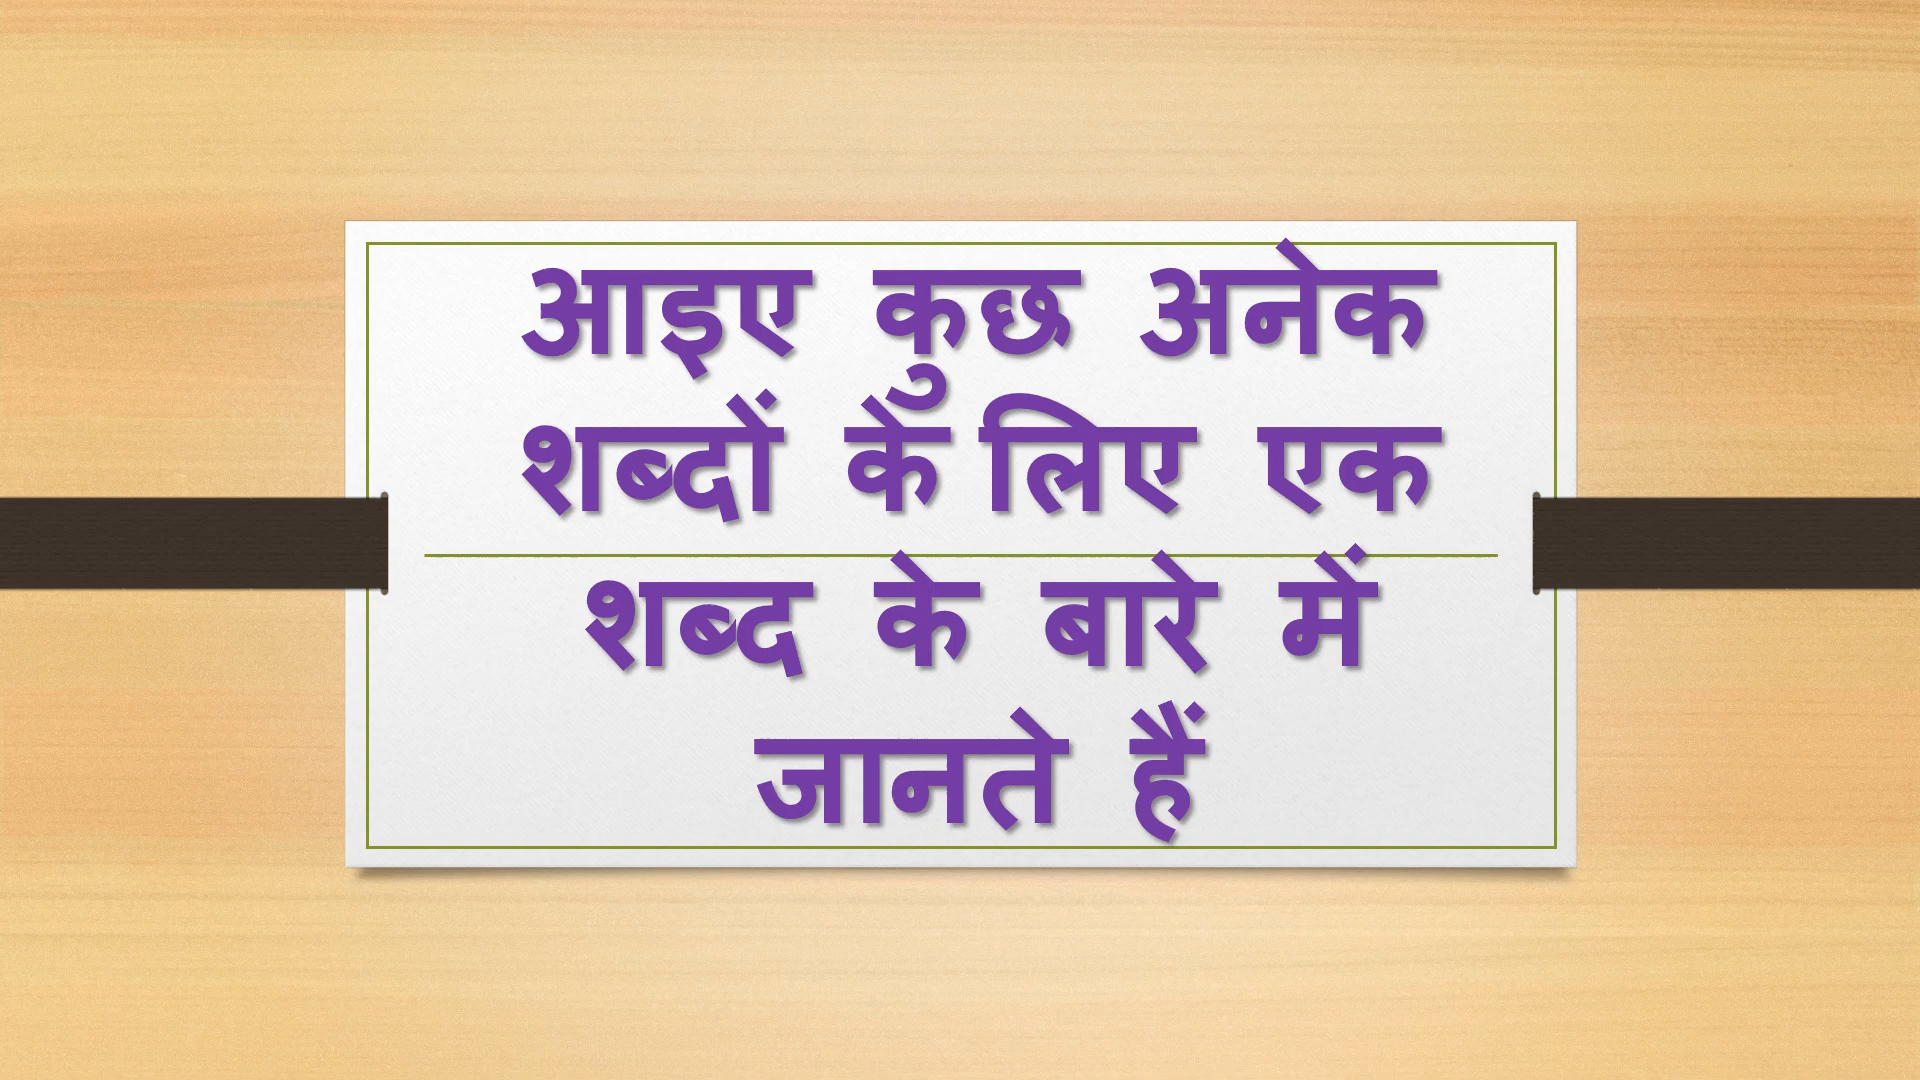 आइए कुछ अनेक
शब्दों के लिए एक
शब्द के बारे में
जानते हैं